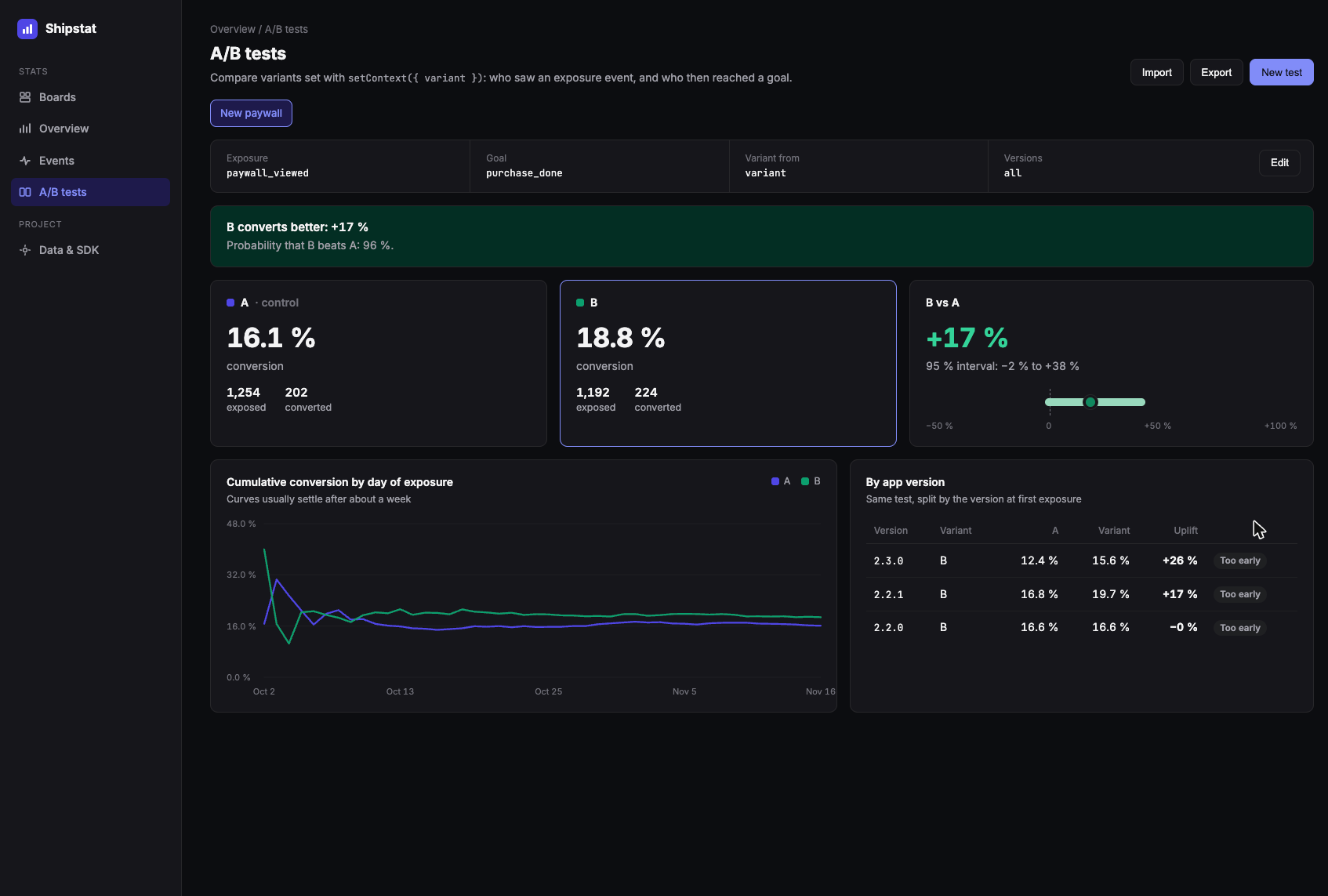 Shipstat
STATS
Boards
Overview
Events
A/B tests
PROJECT
Data & SDK
Overview / A/B tests
A/B tests
Compare variants set with setContext({ variant }): who saw an exposure event, and who then reached a goal.
Import
Export
New test
New paywall
Exposure
paywall_viewed
Goal
purchase_done
Variant from
variant
Versions
all
Edit
B converts better: +17 %
Probability that B beats A: 96 %.
A · control
16.1 %
conversion
1,254 202
exposed converted
B
18.8 %
conversion
1,192 224
exposed converted
B vs A
+17 %
95 % interval: −2 % to +38 %
−50 % 0 +50 % +100 %
Cumulative conversion by day of exposure
A B
Curves usually settle after about a week
48.0 %
32.0 %
16.0 %
0.0 %
Oct 2 Oct 13 Oct 25 Nov 5 Nov 16
By app version
Same test, split by the version at first exposure
Version Variant A Variant Uplift
2.3.0 B 12.4 % 15.6 % +26 % Too early
2.2.1 B 16.8 % 19.7 % +17 % Too early
2.2.0 B 16.6 % 16.6 % −0 % Too early